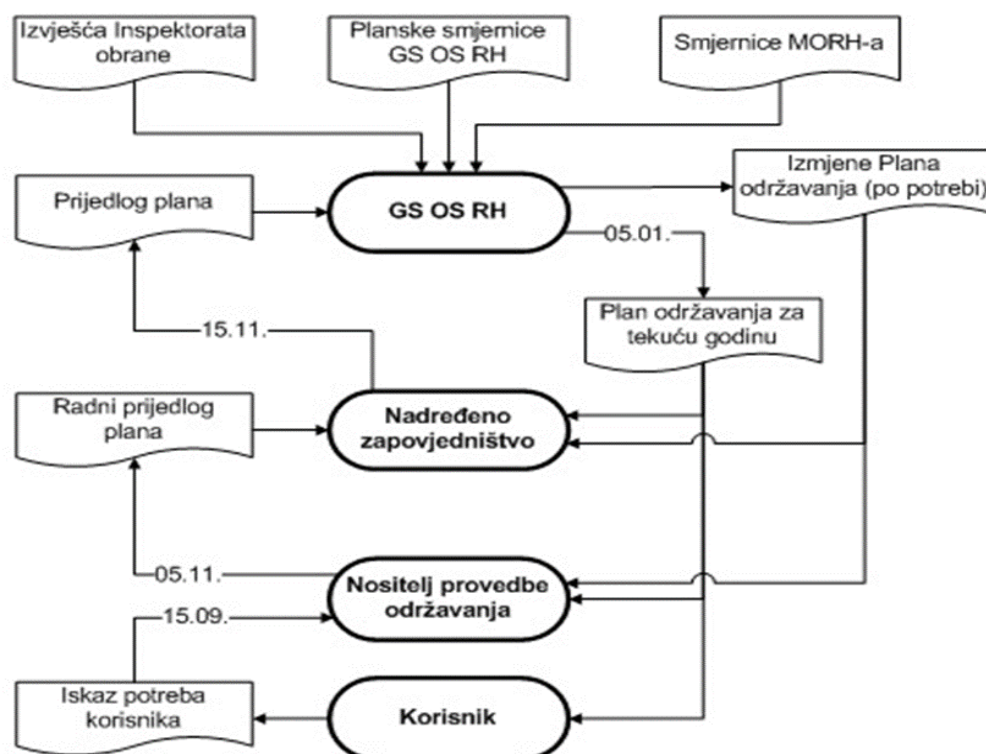 Izvješća Inspektorata
obrane
Planske smjernice
GS OS RH
Smjernice MORH-a
Izmjene Plana
održavanja (po potrebi)
Prijedlog plana
GS OS RH
05.01.
Plan održavanja za
tekuću godinu
15.11.
Radni prijedlog
plana
Nadređeno
zapovjedništvo
05.11.
Nositelj provedbe
održavanja
15.09.
Iskaz potreba
korisnika
Korisnik